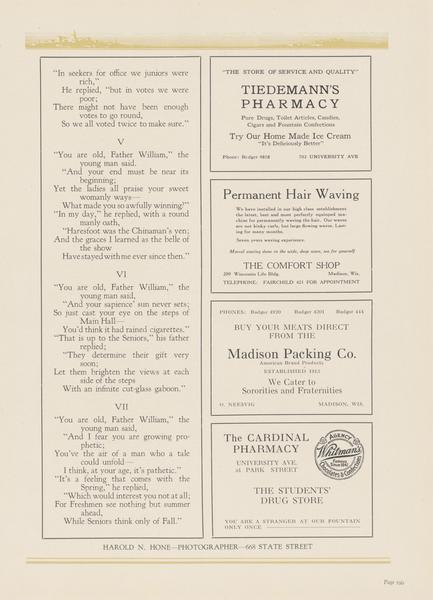 "In seekers for office we juniors were
rich,"
He replied, "but in votes we were
poor;
There might not have been enough
votes to go round,
So we all voted twice to make sure."
V
"You are old, Father William," the
young man said.
"And your end must be near its
beginning;
Yet the ladies all praise your sweet
womanly ways—
What made you so awfully winning?"
"In my day," he replied, with a round
manly oath,
"Haresfoot was the Chinaman's yen;
And the graces I learned as the belle of
the show
Have stayed with me ever since then."
VI
"You are old, Father William," the
young man said,
"And your sapience' sun never sets;
So just cast your eye on the steps of
Main Hall—
You'd think it had rained cigarettes."
"That is up to the Seniors," his father
replied;
"They determine their gift very
soon;
Let them brighten the views at each
side of the steps
With an infinite cut-glass gaboon."
VII
"You are old, Father William," the
young man said,
"And I fear you are growing pro-
phetic;
You've the air of a man who a tale
could unfold—
I think, at your age, it's pathetic."
"It's a feeling that comes with the
Spring," he replied,
"Which would interest you not at all;
For Freshmen see nothing but summer
ahead,
While Seniors think only of Fall."
"THE STORE OF SERVICE AND QUALITY"
TIEDEMANN'S
PHARMACY
Pure Drugs, Toilet Articles, Candies,
Cigars and Fountain Confections
Try Our Home Made Ice Cream
"It's Deliciously Better"
Phone: Badger 9858 702 UNIVERSITY AVE
Permanent Hair Waving
We have installed in our high class establishment
the latest, best and most perfectly equipped ma-
chine for permanently waving the hair. Our waves
are not kinky curls, but large flowing waves. Last-
ing for many months.
Seven years waving experience.
Marcel waving done in the wide, deep wave, see for yourself
THE COMFORT SHOP
209 Wisconsin Life Bldg. Madison, Wis.
TELEPHONE: FAIRCHILD 421 FOR APPOINTMENT
PHONES: Badger 4920 Badger 4201 Badger 444
BUY YOUR MEATS DIRECT
FROM THE
Madison Packing Co.
American Brand Products
ESTABLISHED 1913
We Cater to
Sororities and Fraternities
O. NEESVIG MADISON, WIS.
The CARDINAL
PHARMACY
UNIVERSITY AVE.
at PARK STREET
AGENCY
Whitman's
Famous
Since 1842
Chocolates & Confections
THE STUDENTS'
DRUG STORE
YOU ARE A STRANGER AT OUR FOUNTAIN
ONLY ONCE
HAROLD N. HONE—PHOTOGRAPHER—668 STATE STREET
Page